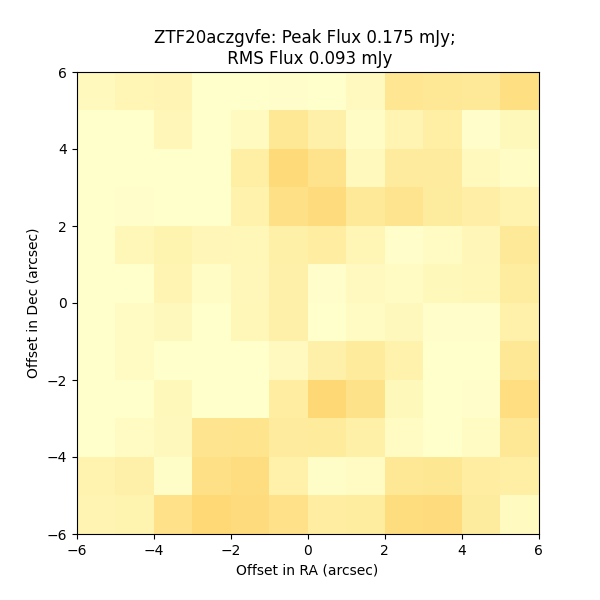 ZTF20aczgvfe: Peak Flux 0.175 mJy;
RMS Flux 0.093 mJy
6
4
2
0
−2
−4
−6
Offset in Dec (arcsec)
−6 −4 −2 0 2 4 6
Offset in RA (arcsec)